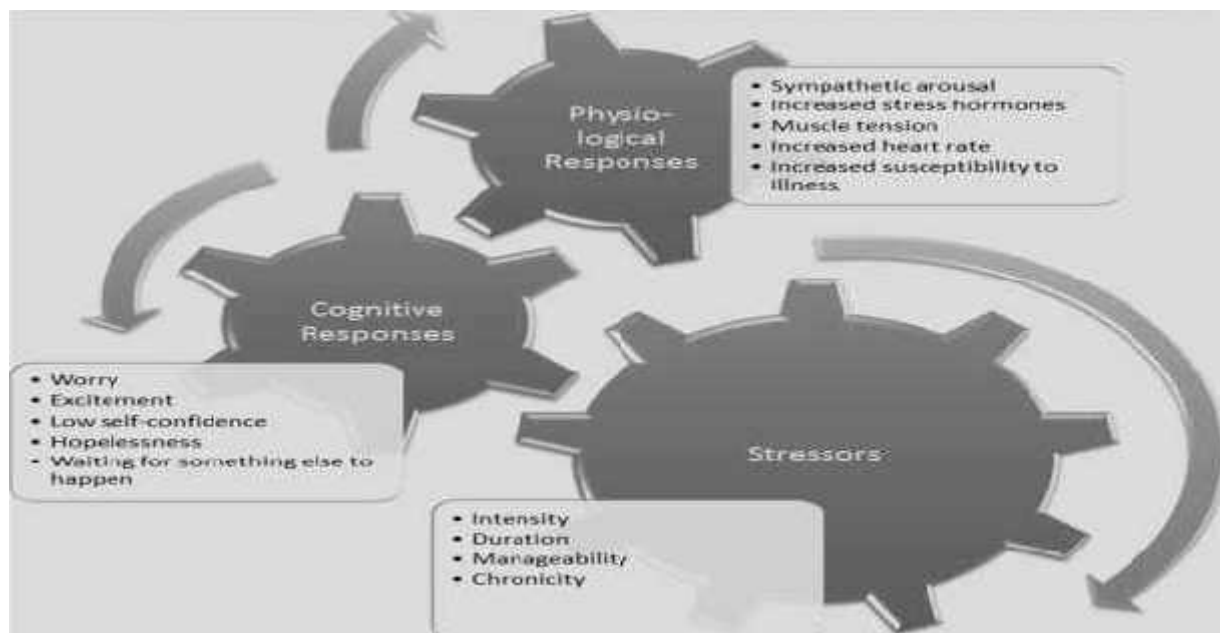 Physio-
logical
Responses
• Sympathetic arousal
• Increased stress hormones
• Muscle tension
• Increased heart rate
• Increased susceptibility to
illness.
Cognitive
Responses
• Worry
• Excitement
• Low self-confidence
• Hopelessness
- Waiting for something else to
happen
Stressors
• Intensity
• Duration
• Manageability
• Chronicity